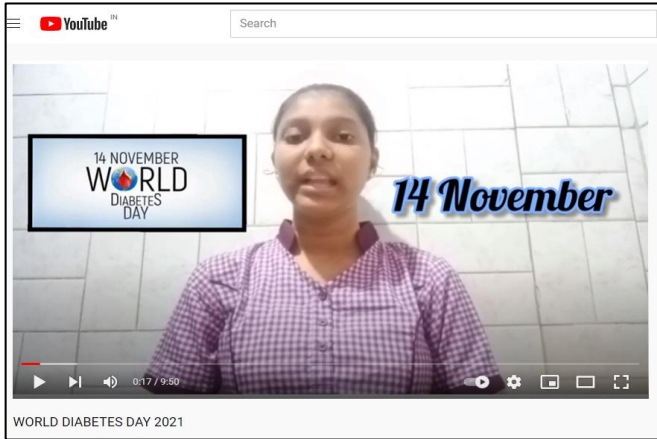 YouTube IN
Search
14 NOVEMBER
WORLD
DIABETES
DAY
14 November
0:17 / 9:50
WORLD DIABETES DAY 2021